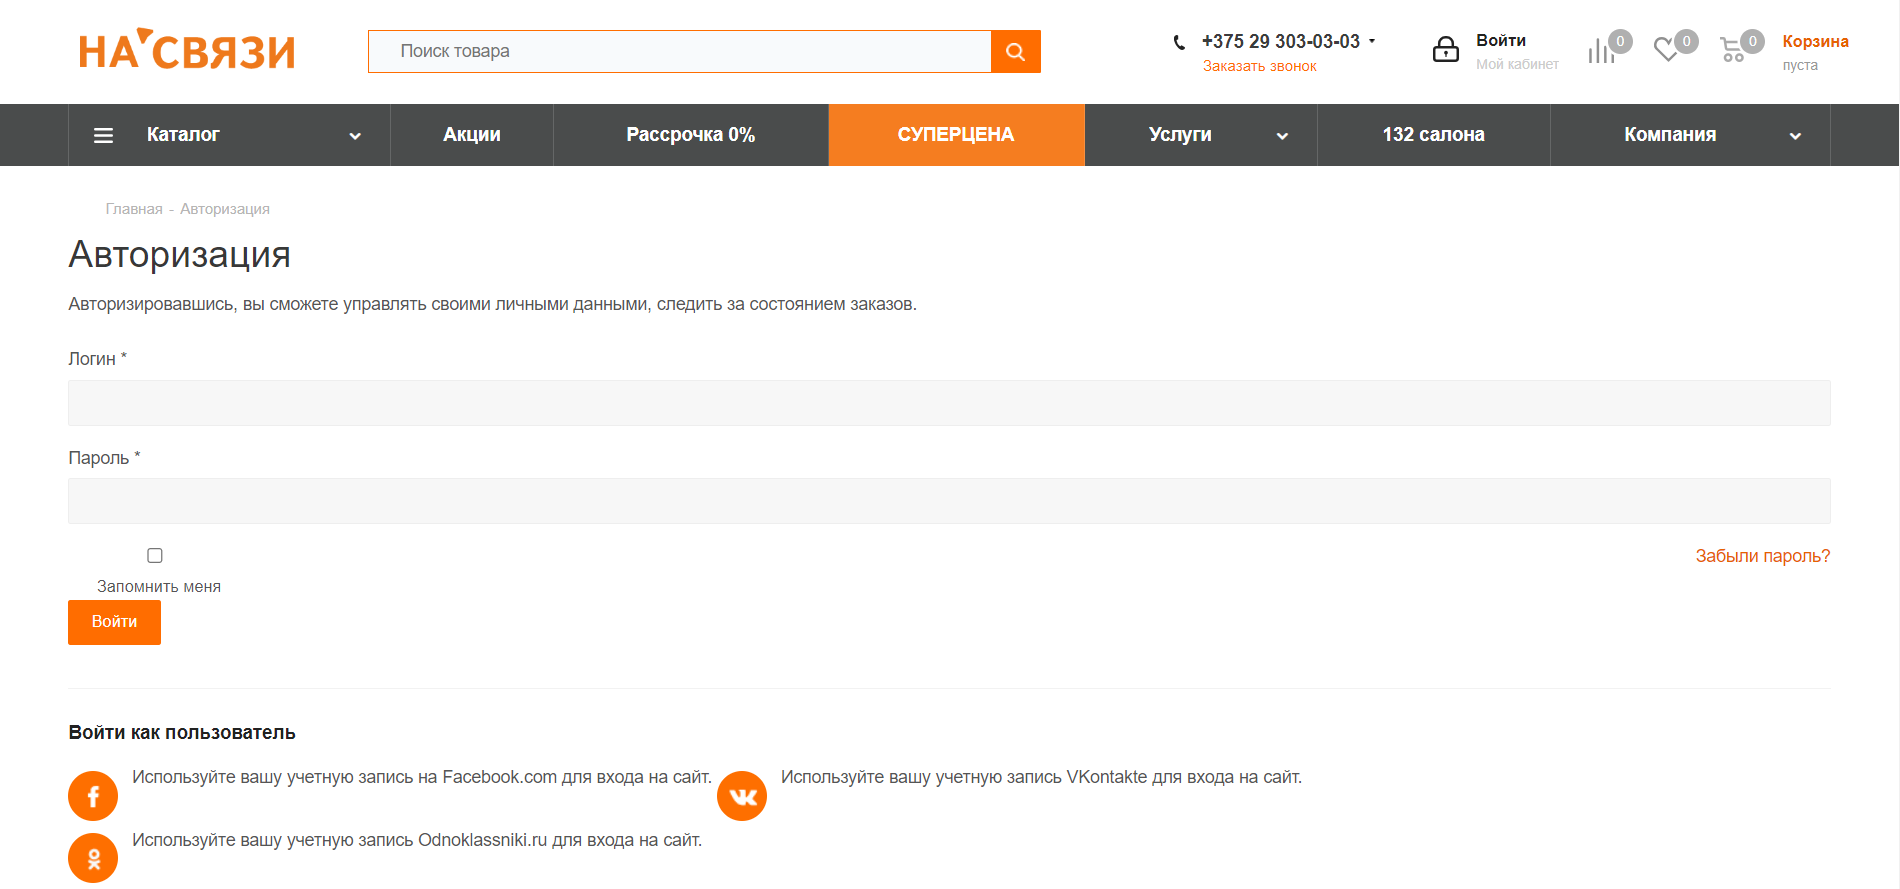 НА СВЯЗИ
Поиск товара
+375 29 303-03-03
Заказать звонок
Войти
Мой кабинет
0
0
0
Корзина
пуста
Каталог
Акции
Рассрочка 0%
СУПЕРЦЕНА
Услуги
132 салона
Компания
Главная - Авторизация
Авторизация
Авторизировавшись, вы сможете управлять своими личными данными, следить за состоянием заказов.
Логин *
Пароль *
Забыли пароль?
Запомнить меня
Войти
Войти как пользователь
Используйте вашу учетную запись на Facebook.com для входа на сайт.
Используйте вашу учетную запись VKontakte для входа на сайт.
Используйте вашу учетную запись Odnoklassniki.ru для входа на сайт.